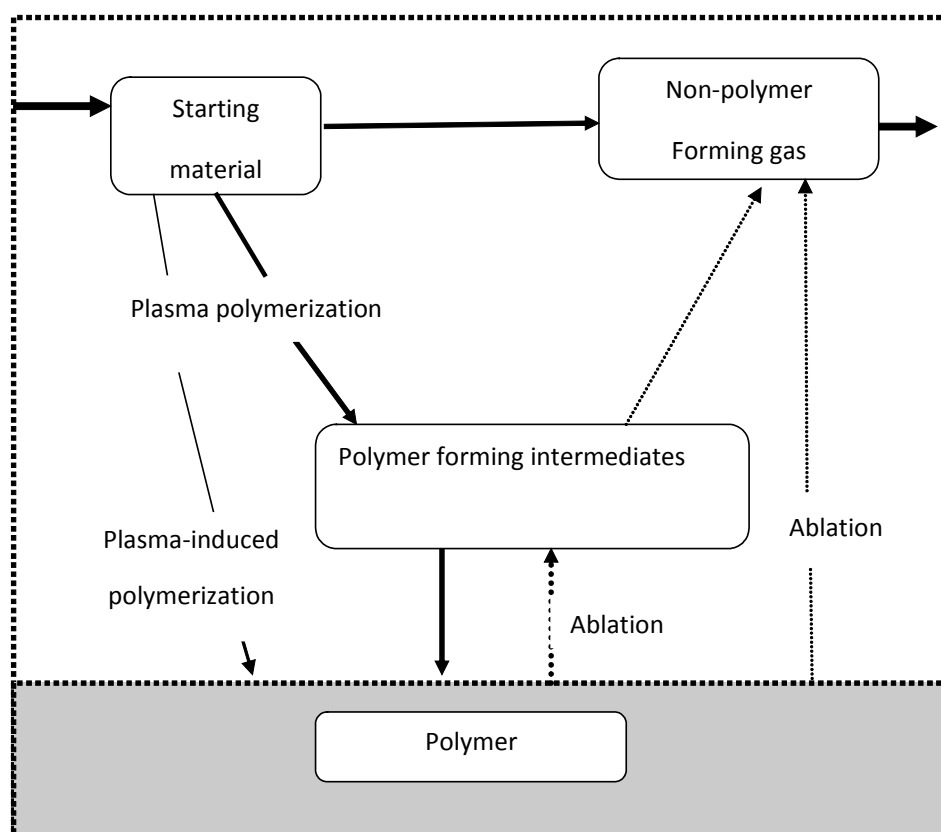 Starting
material
Non-polymer
Forming gas
Plasma polymerization
Polymer forming intermediates
Plasma-induced
polymerization
Ablation
Ablation
Polymer